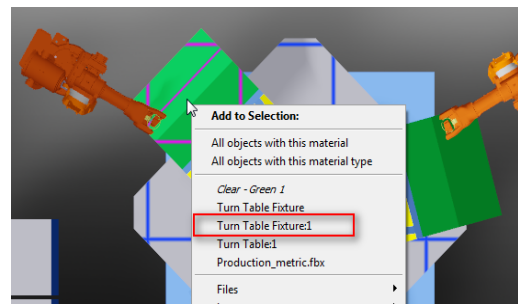 Add to Selection:
All objects with this material
All objects with this material type
Clear - Green 1
Turn Table Fixture
Turn Table Fixture:1
Turn Table:1
Production_metric.fbx
Files